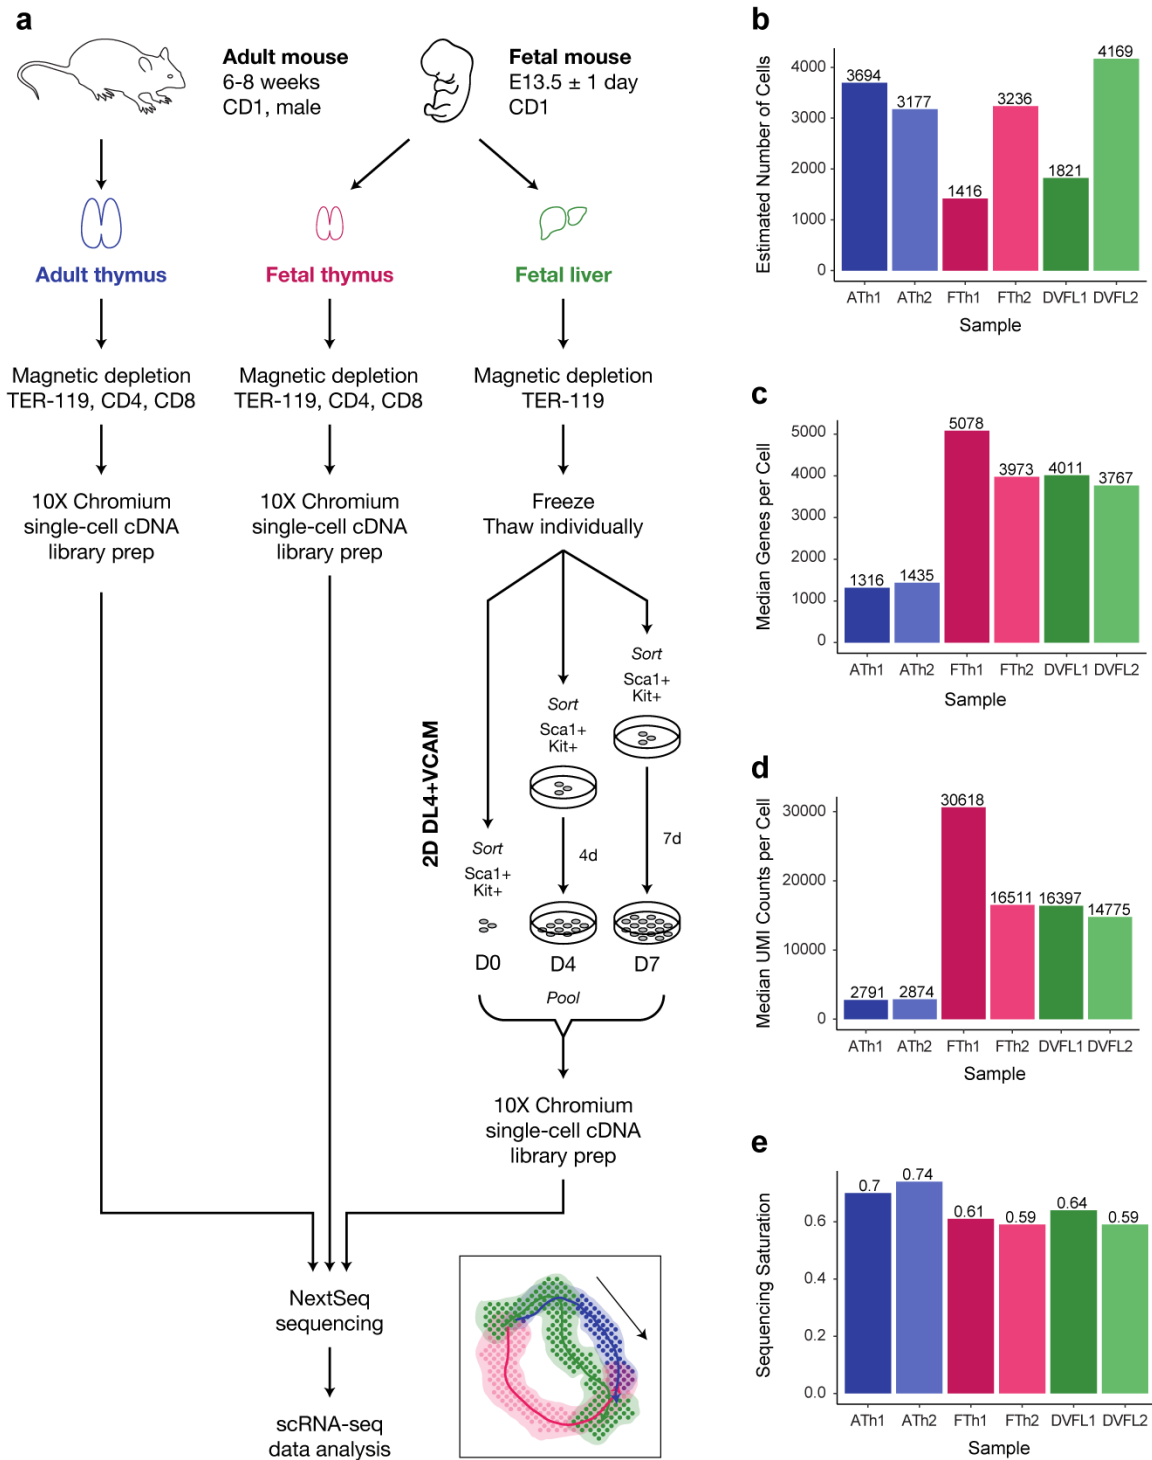 a
Adult mouse
6-8 weeks
CD1, male
Fetal mouse
E13.5 ± 1 day
CD1
Adult thymus
Fetal thymus
Fetal liver
Magnetic depletion
TER-119, CD4, CD8
Magnetic depletion
TER-119, CD4, CD8
Magnetic depletion
TER-119
10X Chromium
single-cell cDNA
library prep
10X Chromium
single-cell cDNA
library prep
Freeze
Thaw individually
2D DL4+VCAM
Sort
Sca1+
Kit+
Sort
Sca1+
Kit+
Sort
Sca1+
Kit+
4d
7d
D0
D4
D7
Pool
10X Chromium
single-cell cDNA
library prep
NextSeq
sequencing
scRNA-seq
data analysis
b
Estimated Number of Cells
4000
3000
2000
1000
0
3694
3177
1416
3236
1821
4169
ATh1 ATh2 FTh1 FTh2 DVFL1 DVFL2
Sample
c
Median Genes per Cell
5000
4000
3000
2000
1000
0
1316
1435
5078
3973
4011
3767
ATh1 ATh2 FTh1 FTh2 DVFL1 DVFL2
Sample
d
Median UMI Counts per Cell
30000
20000
10000
0
2791
2874
30618
16511
16397
14775
ATh1 ATh2 FTh1 FTh2 DVFL1 DVFL2
Sample
e
Sequencing Saturation
0.6
0.4
0.2
0.0
0.7
0.74
0.61
0.59
0.64
0.59
ATh1 ATh2 FTh1 FTh2 DVFL1 DVFL2
Sample